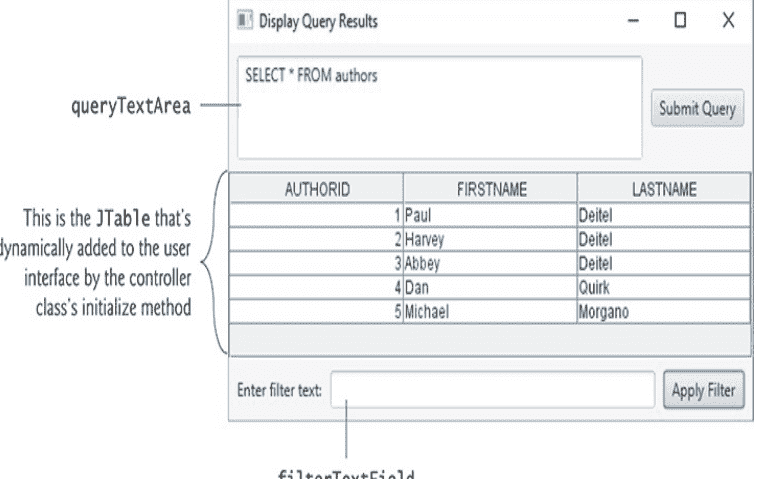 Display Query Results
SELECT * FROM authors
queryTextArea
Submit Query
AUTHORID FIRSTNAME LASTNAME
1 Paul Deitel
2 Harvey Deitel
3 Abbey Deitel
4 Dan Quirk
5 Michael Morgano
This is the JTable that's
dynamically added to the user
interface by the controller
class's initialize method
Enter filter text:
Apply Filter
filterTextField